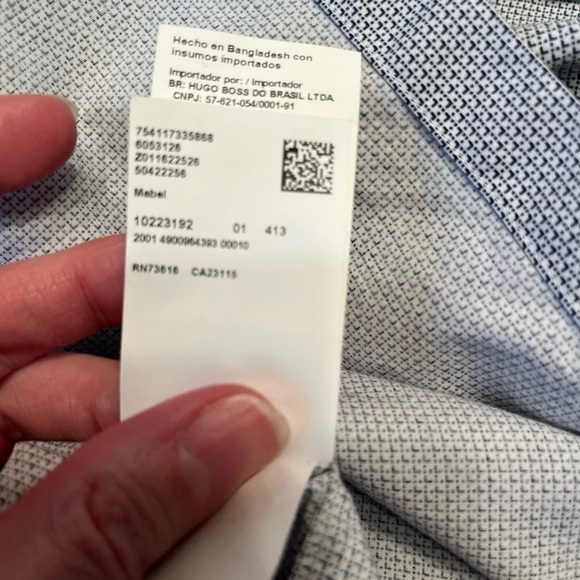 Hecho en Bangladesh con
insumos importados
Importador por: / Importador
BR: HUGO BOSS DO BRASIL LTDA
CNPJ: 57-621-054/0001-91
754117335868
6053126
Z011622526
50422256
Mabel
10223192 01 413
2001 4900964383 00010
RN73616 CA23115